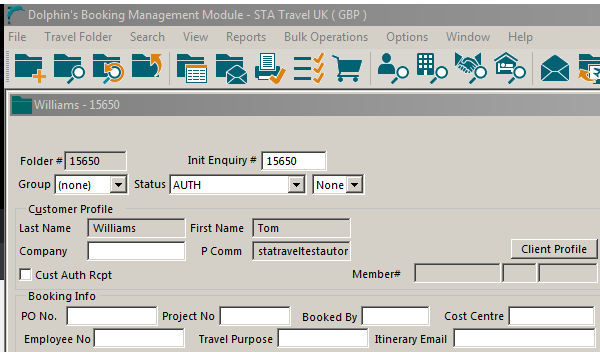 Dolphin's Booking Management Module - STA Travel UK ( GBP )
File Travel Folder Search View Reports Bulk Operations Options Window Help
Williams - 15650
Folder # 15650 Init Enquiry # 15650
Group (none) Status AUTH None
Customer Profile
Last Name Williams First Name Tom
Company P Comm statraveltestautor Client Profile
Cust Auth Rcpt Member#
Booking Info
PO No. Project No Booked By Cost Centre
Employee No Travel Purpose Itinerary Email